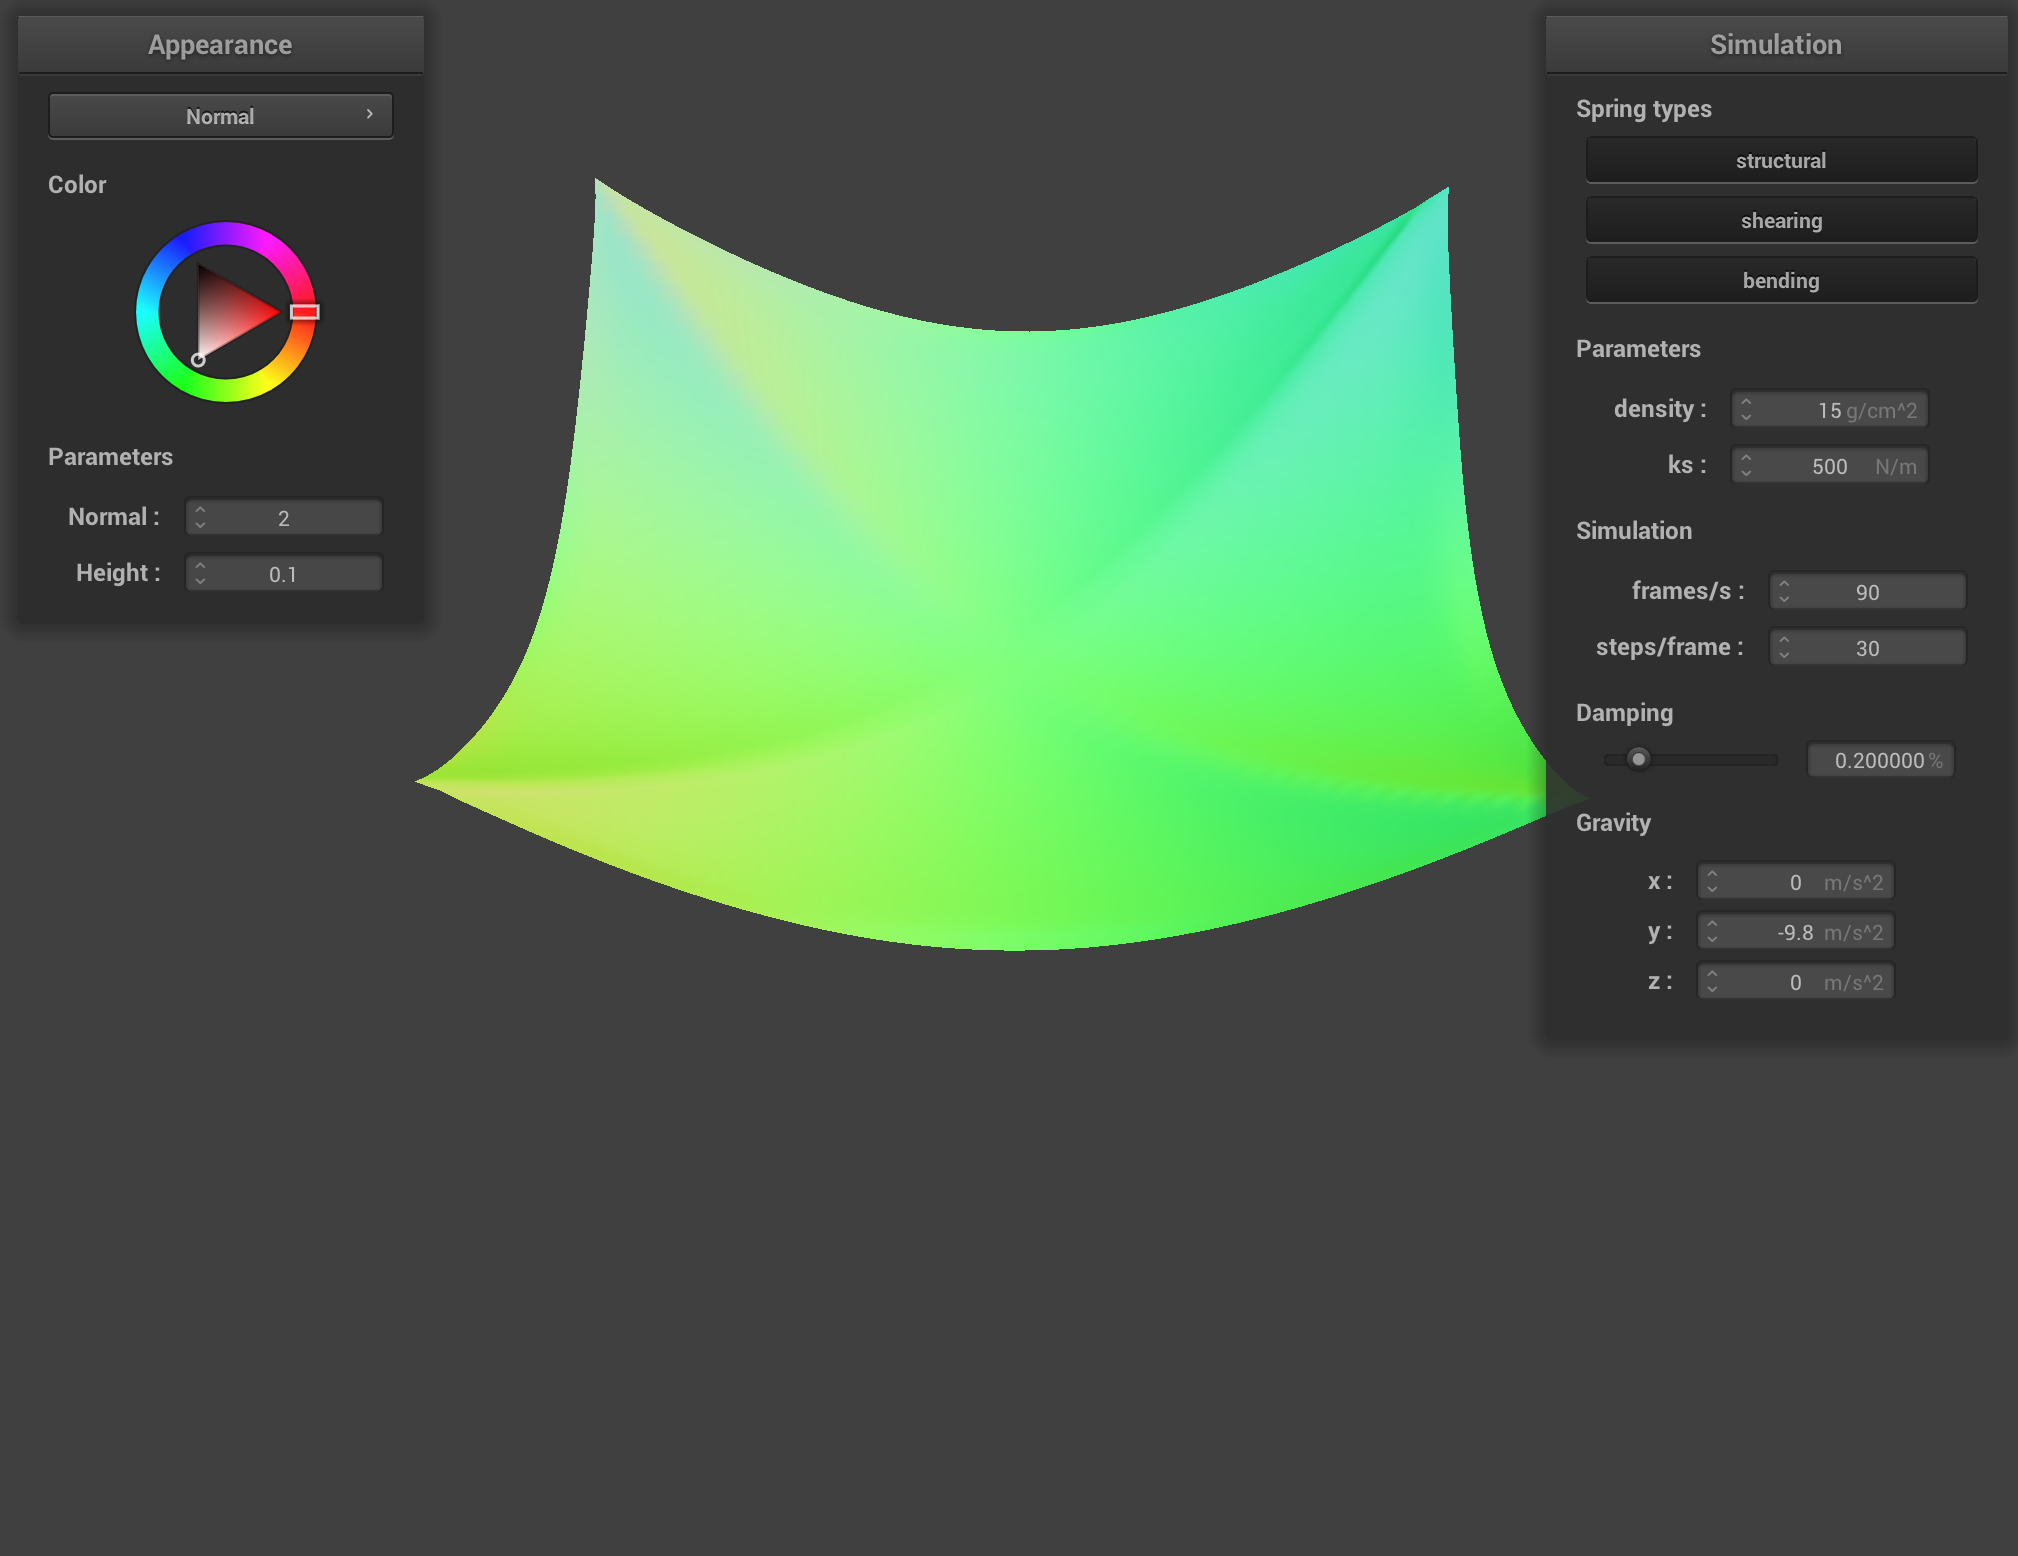 Appearance
Normal
Color
Parameters
Normal : 2
Height : 0.1
Simulation
Spring types
structural
shearing
bending
Parameters
density : 15 g/cm^2
ks : 500 N/m
Simulation
frames/s : 90
steps/frame : 30
Damping
0.200000 %
Gravity
x : 0 m/s^2
y : -9.8 m/s^2
z : 0 m/s^2